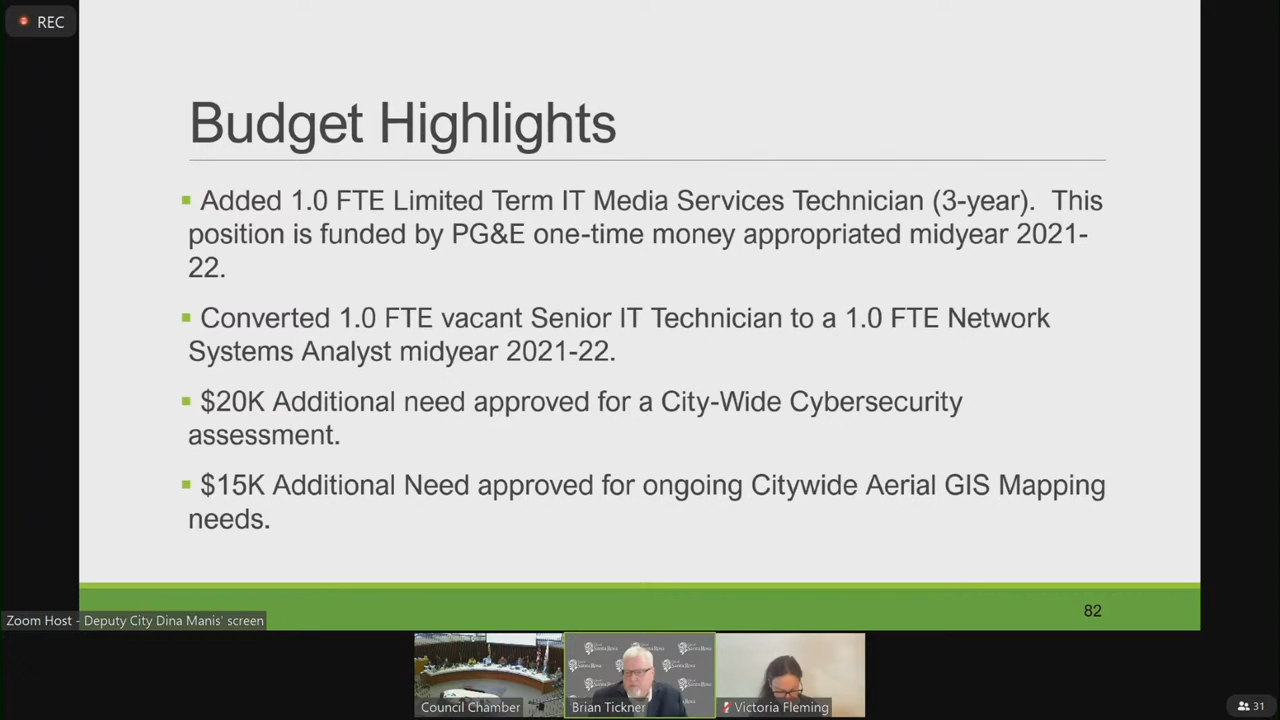 REC
Budget Highlights
Added 1.0 FTE Limited Term IT Media Services Technician (3-year). This
position is funded by PG&E one-time money appropriated midyear 2021-
22.
Converted 1.0 FTE vacant Senior IT Technician to a 1.0 FTE Network
Systems Analyst midyear 2021-22.
$20K Additional need approved for a City-Wide Cybersecurity
assessment.
$15K Additional Need approved for ongoing Citywide Aerial GIS Mapping
needs.
82
Zoom Host - Deputy City Dina Manis' screen
Council Chamber
Brian Tickner
Victoria Fleming
31